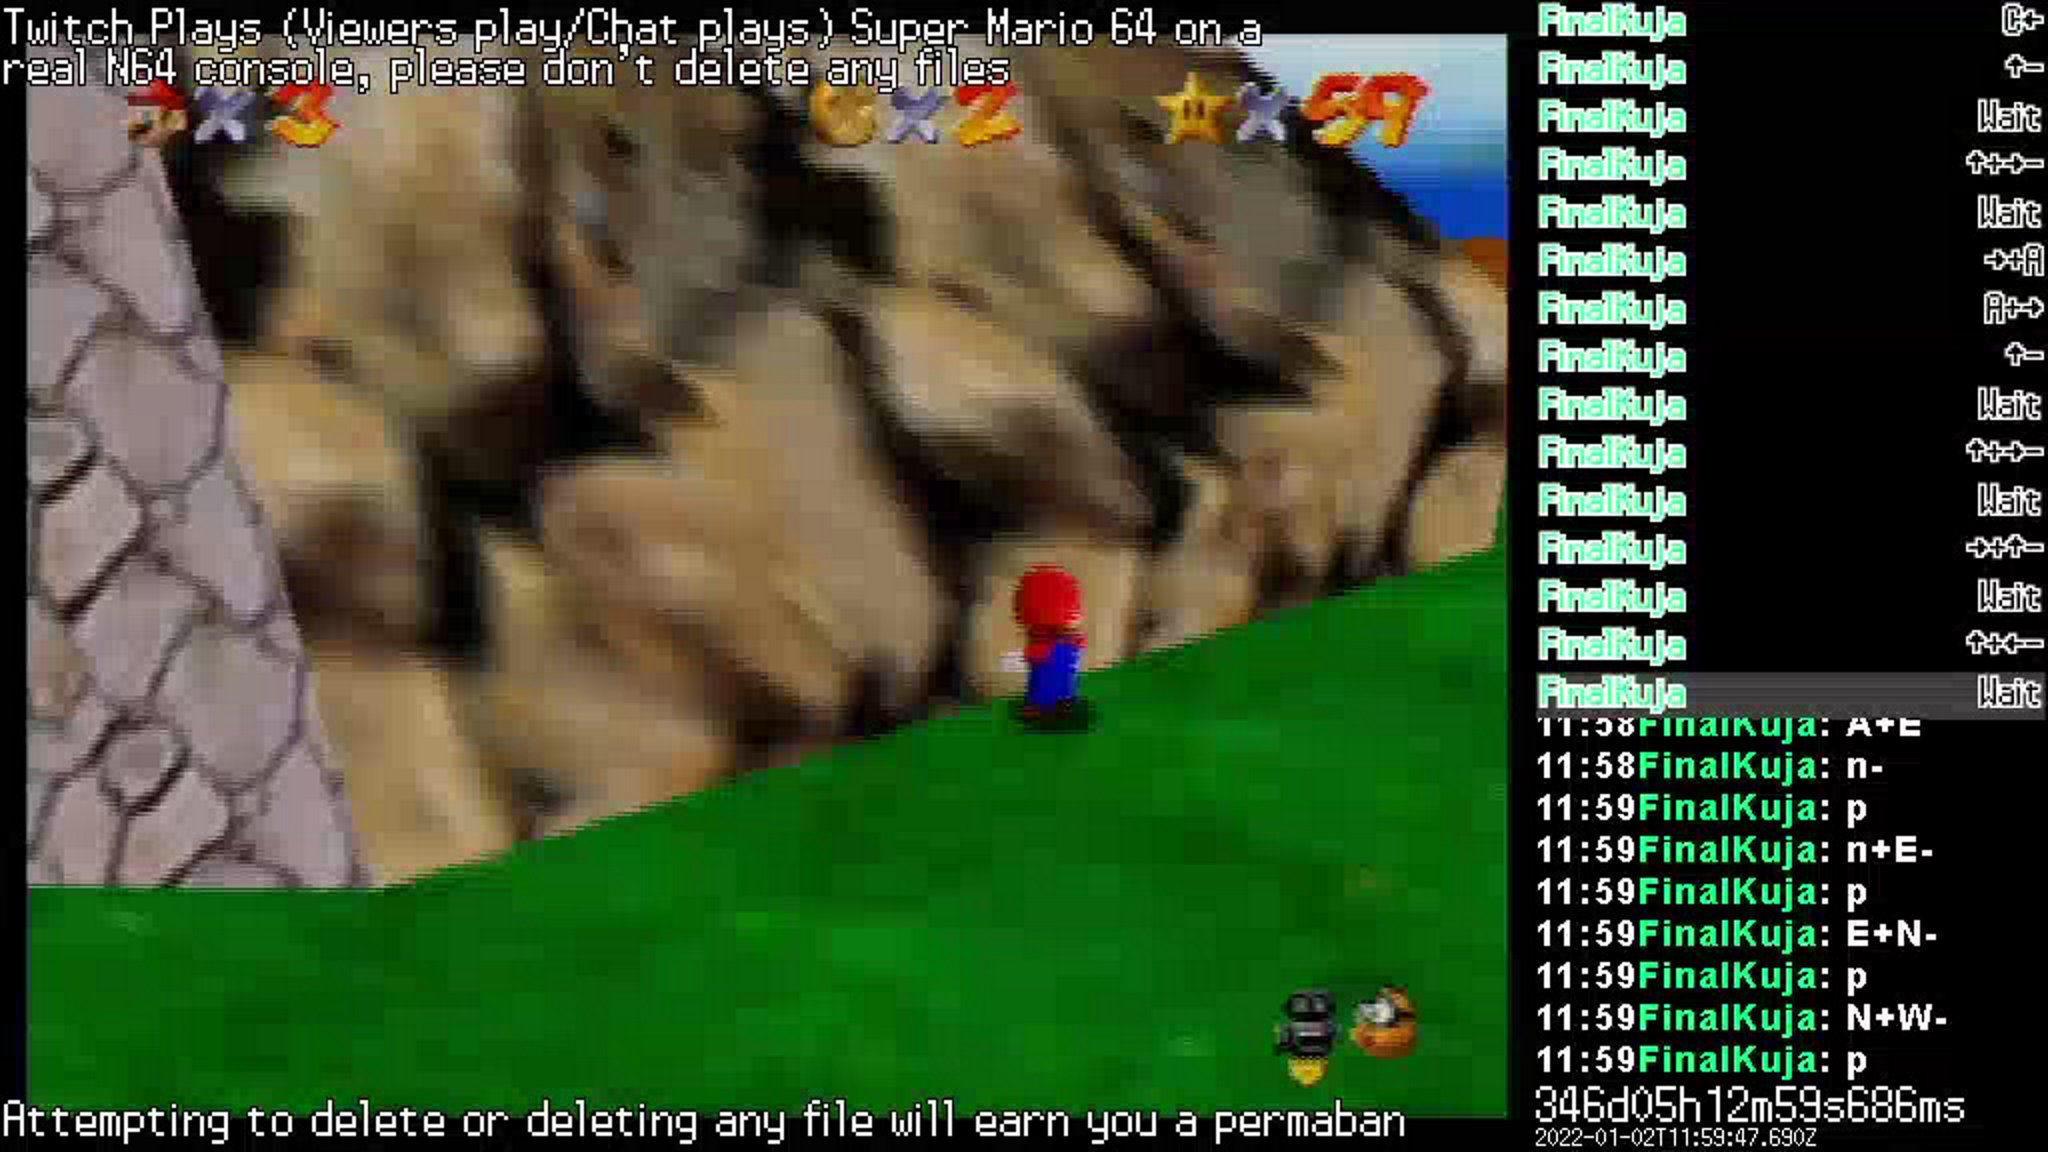 Twitch Plays (Viewers play/Chat plays) Super Mario 64 on a
real N64 console, please don't delete any files
× 3
× 2
× 59
FinalKuja C+
FinalKuja ↑-
FinalKuja Wait
FinalKuja ↑+→-
FinalKuja Wait
FinalKuja →+A
FinalKuja A+→
FinalKuja ↑-
FinalKuja Wait
FinalKuja ↑+→-
FinalKuja Wait
FinalKuja →+↑-
FinalKuja Wait
FinalKuja ↑+←-
FinalKuja Wait
11:58FinalKuja: A+E
11:58FinalKuja: n-
11:59FinalKuja: p
11:59FinalKuja: n+E-
11:59FinalKuja: p
11:59FinalKuja: E+N-
11:59FinalKuja: p
11:59FinalKuja: N+W-
11:59FinalKuja: p
346d05h12m59s686ms
2022-01-02T11:59:47.690Z
Attempting to delete or deleting any file will earn you a permaban